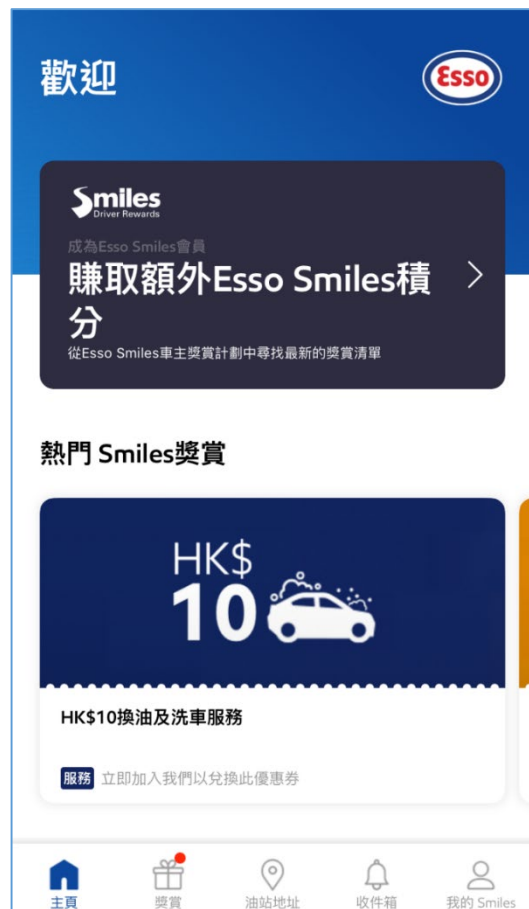 歡迎
Esso
Smiles
Driver Rewards
成為Esso Smiles會員
賺取額外Esso Smiles積
分
從Esso Smiles車主獎賞計劃中尋找最新的獎賞清單
熱門 Smiles獎賞
HK$
10
HK$10換油及洗車服務
服務 立即加入我們以兌換此優惠券
主頁 獎賞 油站地址 收件箱 我的 Smiles